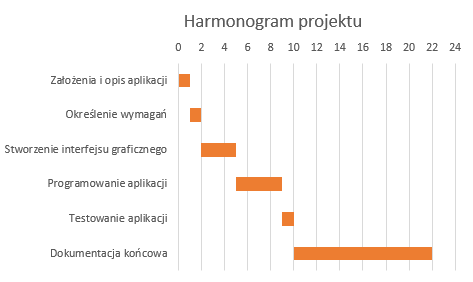 Harmonogram projektu
0 2 4 6 8 10 12 14 16 18 20 22 24
Założenia i opis aplikacji
Określenie wymagań
Stworzenie interfejsu graficznego
Programowanie aplikacji
Testowanie aplikacji
Dokumentacja końcowa